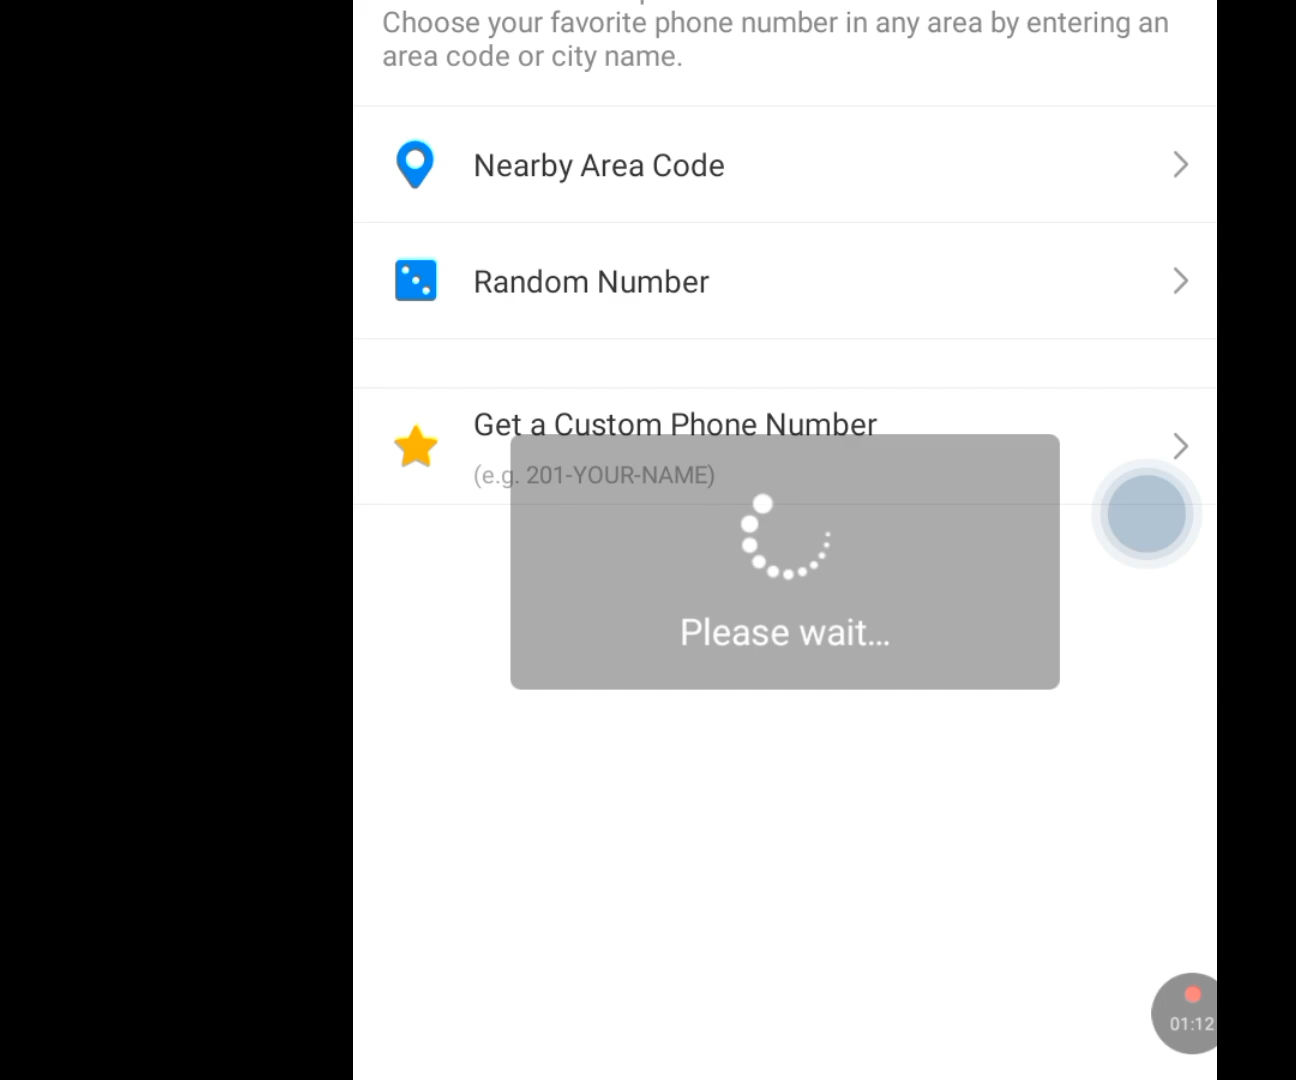 Choose your favorite phone number in any area by entering an
area code or city name.
Nearby Area Code
Random Number
Get a Custom Phone Number
(e.g. 201-YOUR-NAME)
Please wait...
01:12